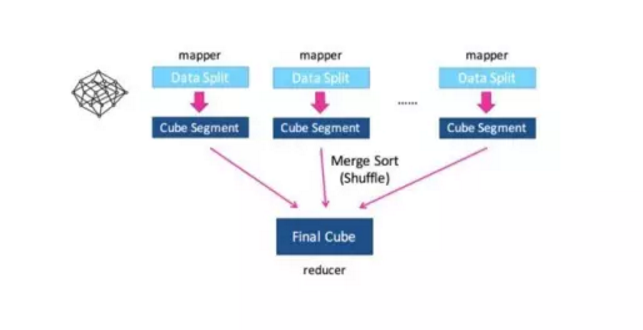 mapper
mapper
mapper
Data Split
Data Split
Data Split
......
Cube Segment
Cube Segment
Cube Segment
Merge Sort
(Shuffle)
Final Cube
reducer